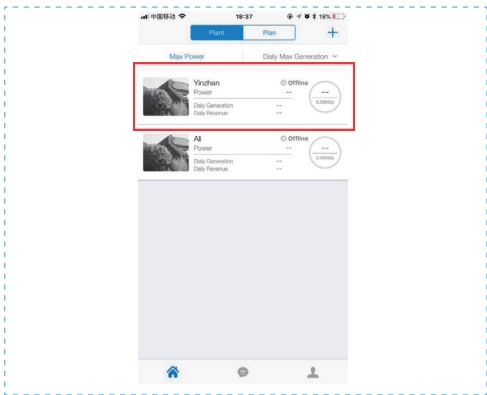 中国移动 18:37 18%
Plant Plan +
Max Power Daily Max Generation
Yinzhen Offline
Power -- --
Daily Generation --
Daily Revenue --
Ali Offline
Power -- --
Daily Generation --
Daily Revenue --